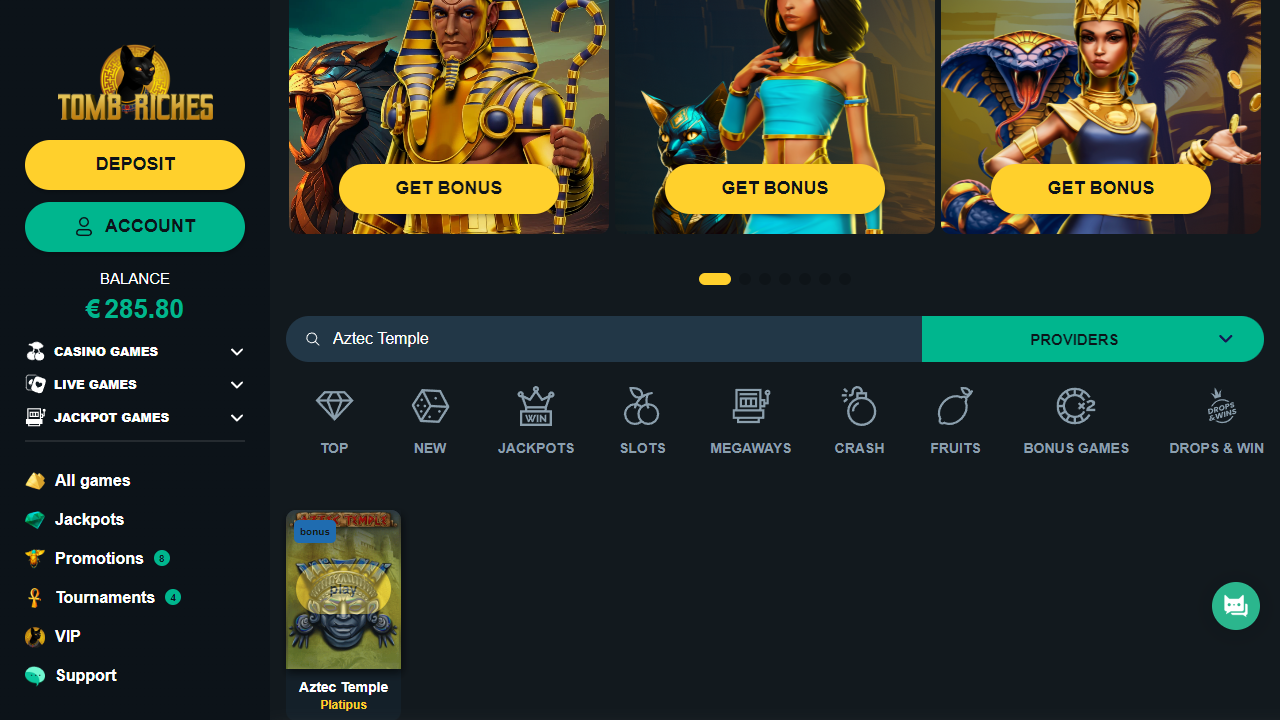 TOMB RICHES
DEPOSIT
ACCOUNT
BALANCE
€ 285.80
CASINO GAMES
LIVE GAMES
JACKPOT GAMES
All games
Jackpots
Promotions 8
Tournaments 4
VIP
Support
GET BONUS
GET BONUS
GET BONUS
Aztec Temple
PROVIDERS
WIN
x2
DROPS
&WINS
TOP
NEW
JACKPOTS
SLOTS
MEGAWAYS
CRASH
FRUITS
BONUS GAMES
DROPS & WIN
AZTEC TEMPLE
bonus
play
Aztec Temple
Platipus